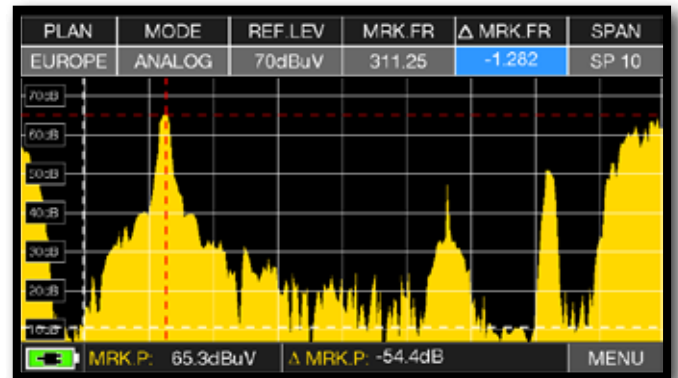 PLAN MODE REF.LEV MRK.FR Δ MRK.FR SPAN
EUROPE ANALOG 70dBuV 311.25 -1.282 SP 10
70dB
60dB
50dB
40dB
30dB
20dB
10dB
MRK.P: 65.3dBuV Δ MRK.P: -54.4dB MENU